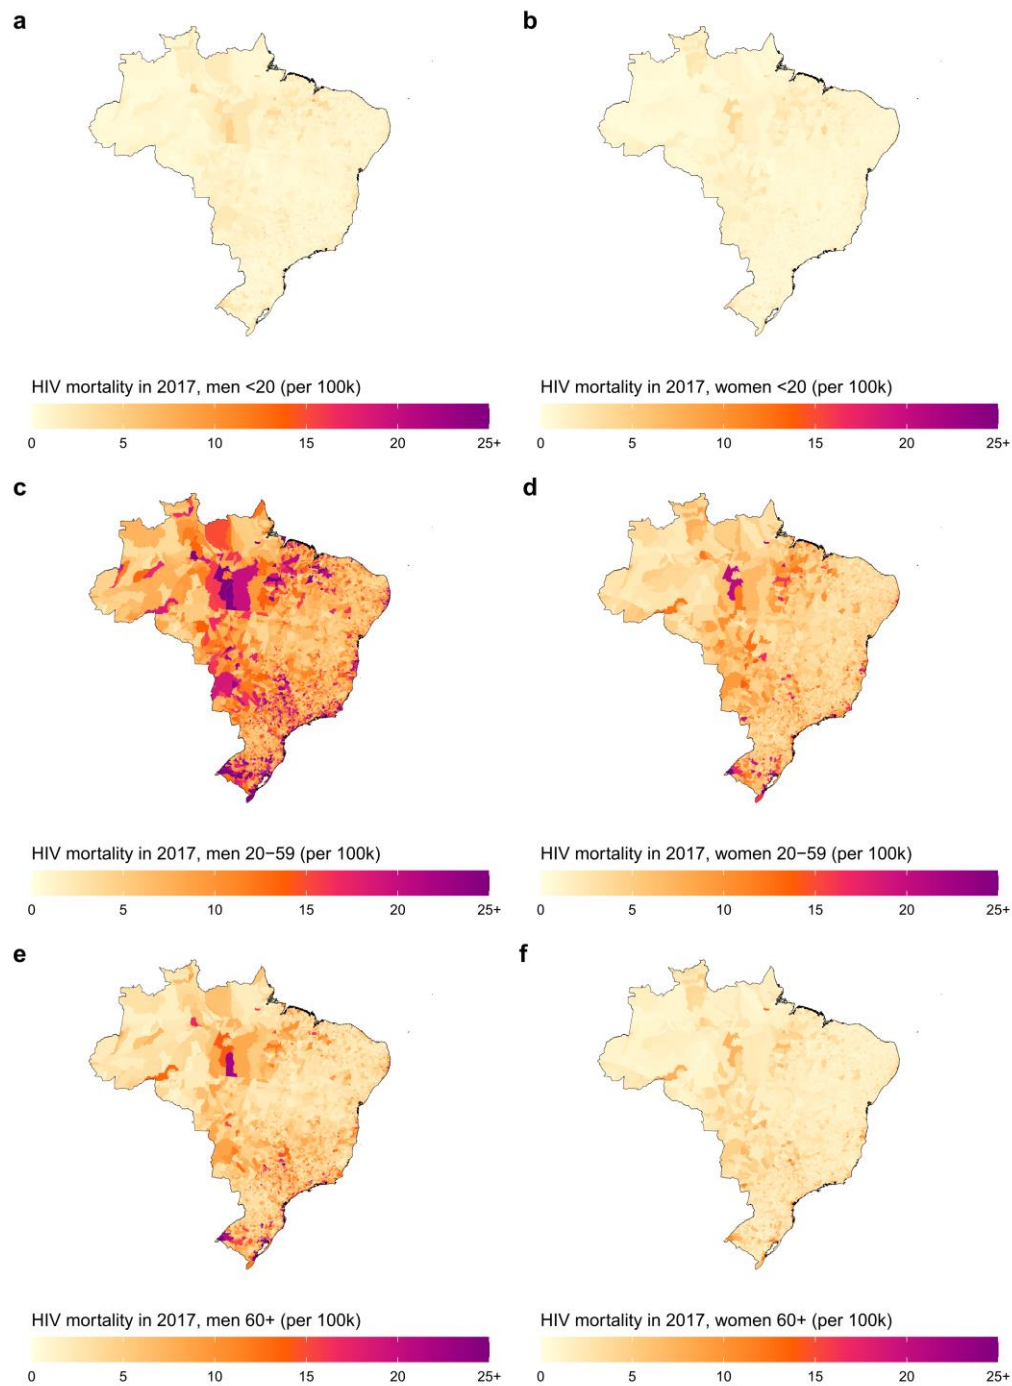 a
b
HIV mortality in 2017, men <20 (per 100k)
HIV mortality in 2017, women <20 (per 100k)
0 5 10 15 20 25+
0 5 10 15 20 25+
c
d
HIV mortality in 2017, men 20−59 (per 100k)
HIV mortality in 2017, women 20−59 (per 100k)
0 5 10 15 20 25+
0 5 10 15 20 25+
e
f
HIV mortality in 2017, men 60+ (per 100k)
HIV mortality in 2017, women 60+ (per 100k)
0 5 10 15 20 25+
0 5 10 15 20 25+